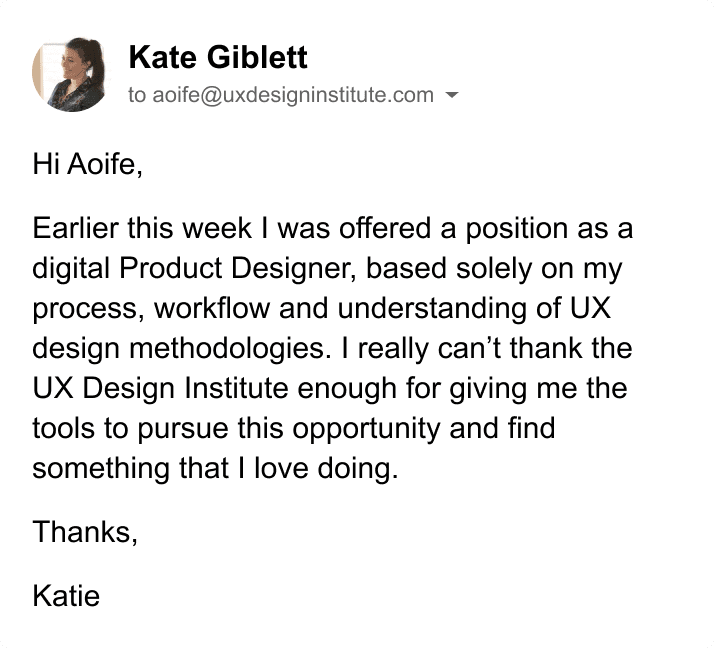 Kate Giblett
to aoife@uxdesigninstitute.com
Hi Aoife,
Earlier this week I was offered a position as a
digital Product Designer, based solely on my
process, workflow and understanding of UX
design methodologies. I really can’t thank the
UX Design Institute enough for giving me the
tools to pursue this opportunity and find
something that I love doing.
Thanks,
Katie